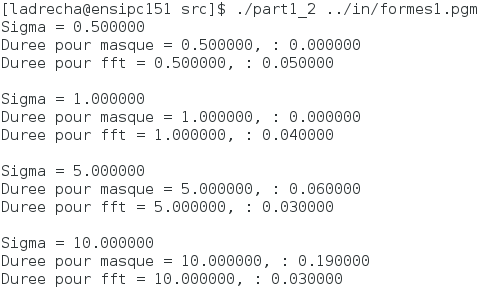 [ladrecha@ensipc151 src]$ ./part1_2 ../in/formes1.pgm
Sigma = 0.500000
Duree pour masque = 0.500000, : 0.000000
Duree pour fft = 0.500000, : 0.050000
Sigma = 1.000000
Duree pour masque = 1.000000, : 0.000000
Duree pour fft = 1.000000, : 0.040000
Sigma = 5.000000
Duree pour masque = 5.000000, : 0.060000
Duree pour fft = 5.000000, : 0.030000
Sigma = 10.000000
Duree pour masque = 10.000000, : 0.190000
Duree pour fft = 10.000000, : 0.030000